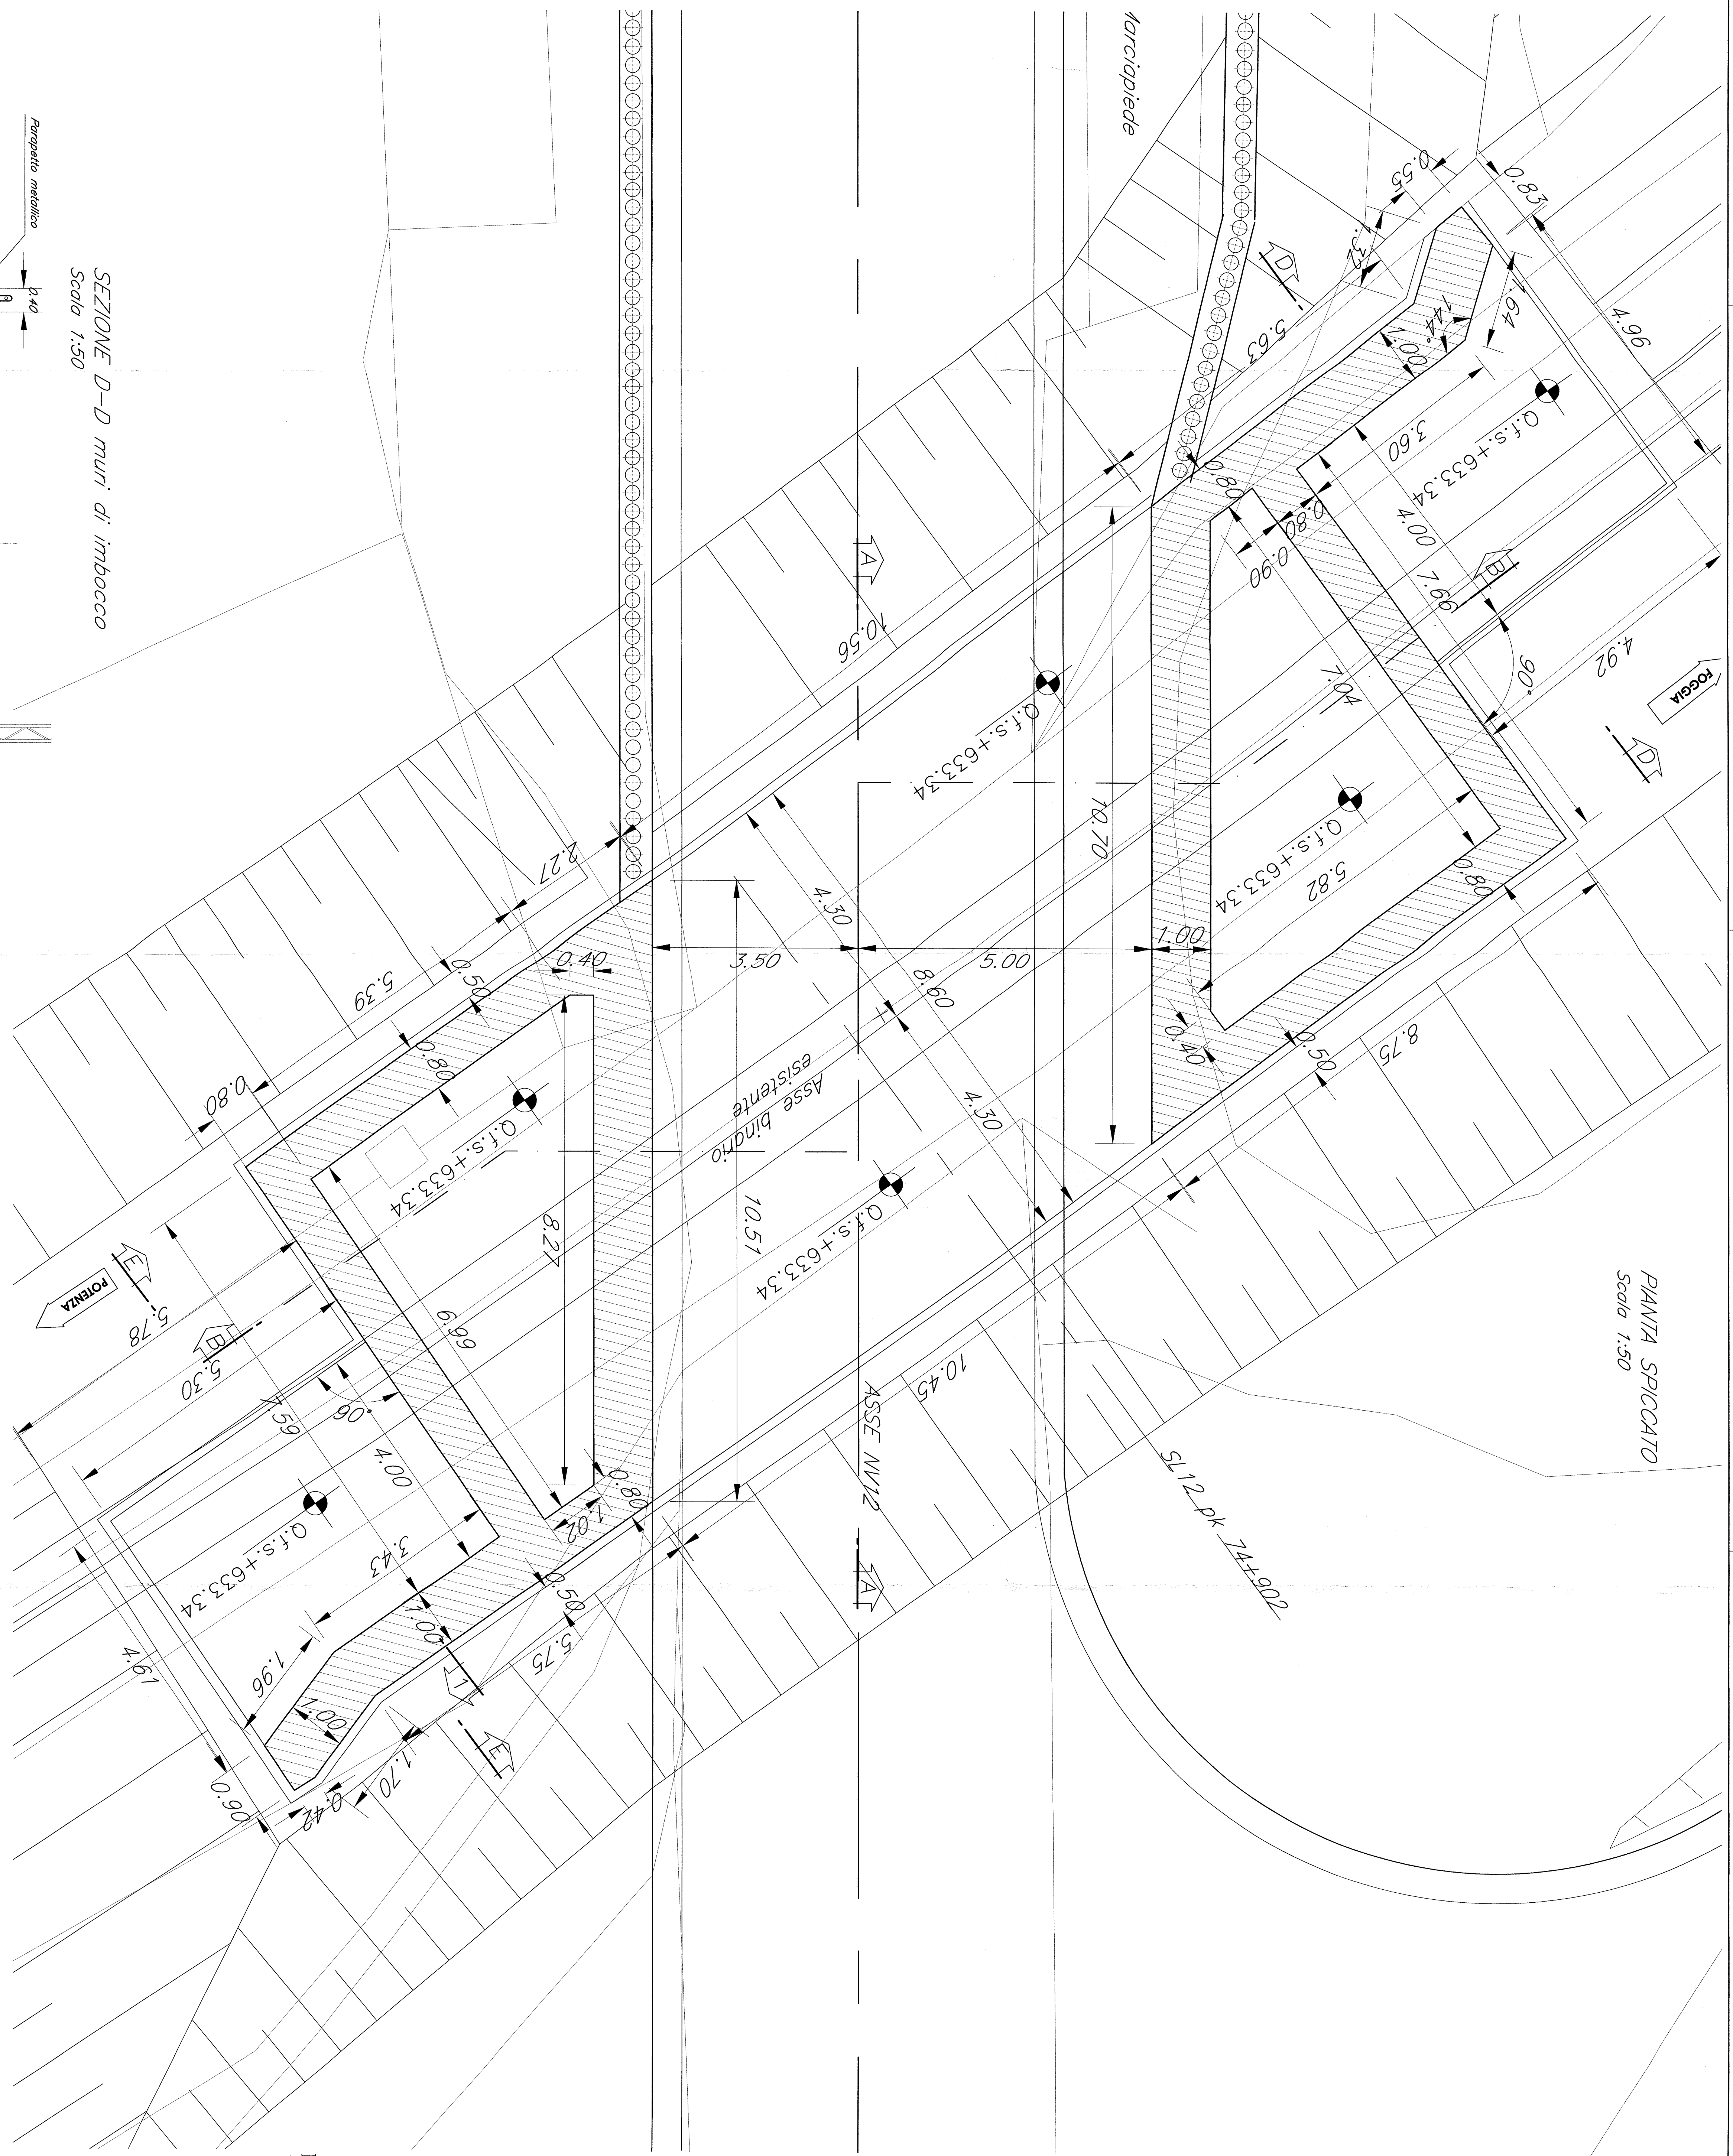 PIANTA SPICCATO
Scala 1:50
SEZIONE D-D muri di imbocco
Scala 1:50
Parapetto metallico
0.40
FOGGIA
POTENZA
SL12 pk 74+902
ASSE NV12
Asse binario
esistente
Q.f.s.+633.34
Q.f.s.+633.34
Q.f.s.+633.34
Q.f.s.+633.34
Q.f.s.+633.34
Q.f.s.+633.34
A
A
B
B
D
D
E
E
1
0.83
4.96
0.55
1.32
1.64
144°
1.00
5.63
3.60
4.00
7.66
90°
4.92
0.80
0.80
0.90
7.04
5.82
0.80
10.56
10.70
1.00
5.00
3.50
4.30
8.60
4.30
0.40
0.50
8.75
2.27
5.39
0.50
0.40
0.80
0.80
8.27
10.51
6.99
10.45
5.78
5.30
7.59
90°
4.00
3.43
0.80
1.02
0.50
1.00
5.75
1.96
1.00
4.61
0.90
0.42
1.70